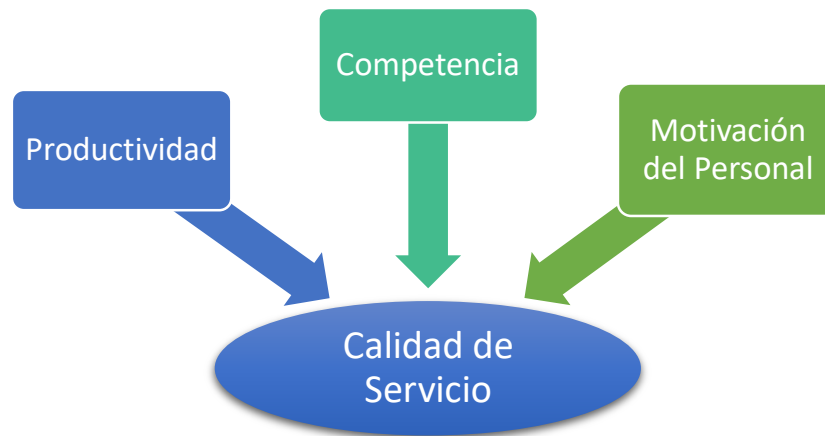 Competencia
Productividad
Motivación
del Personal
Calidad de
Servicio